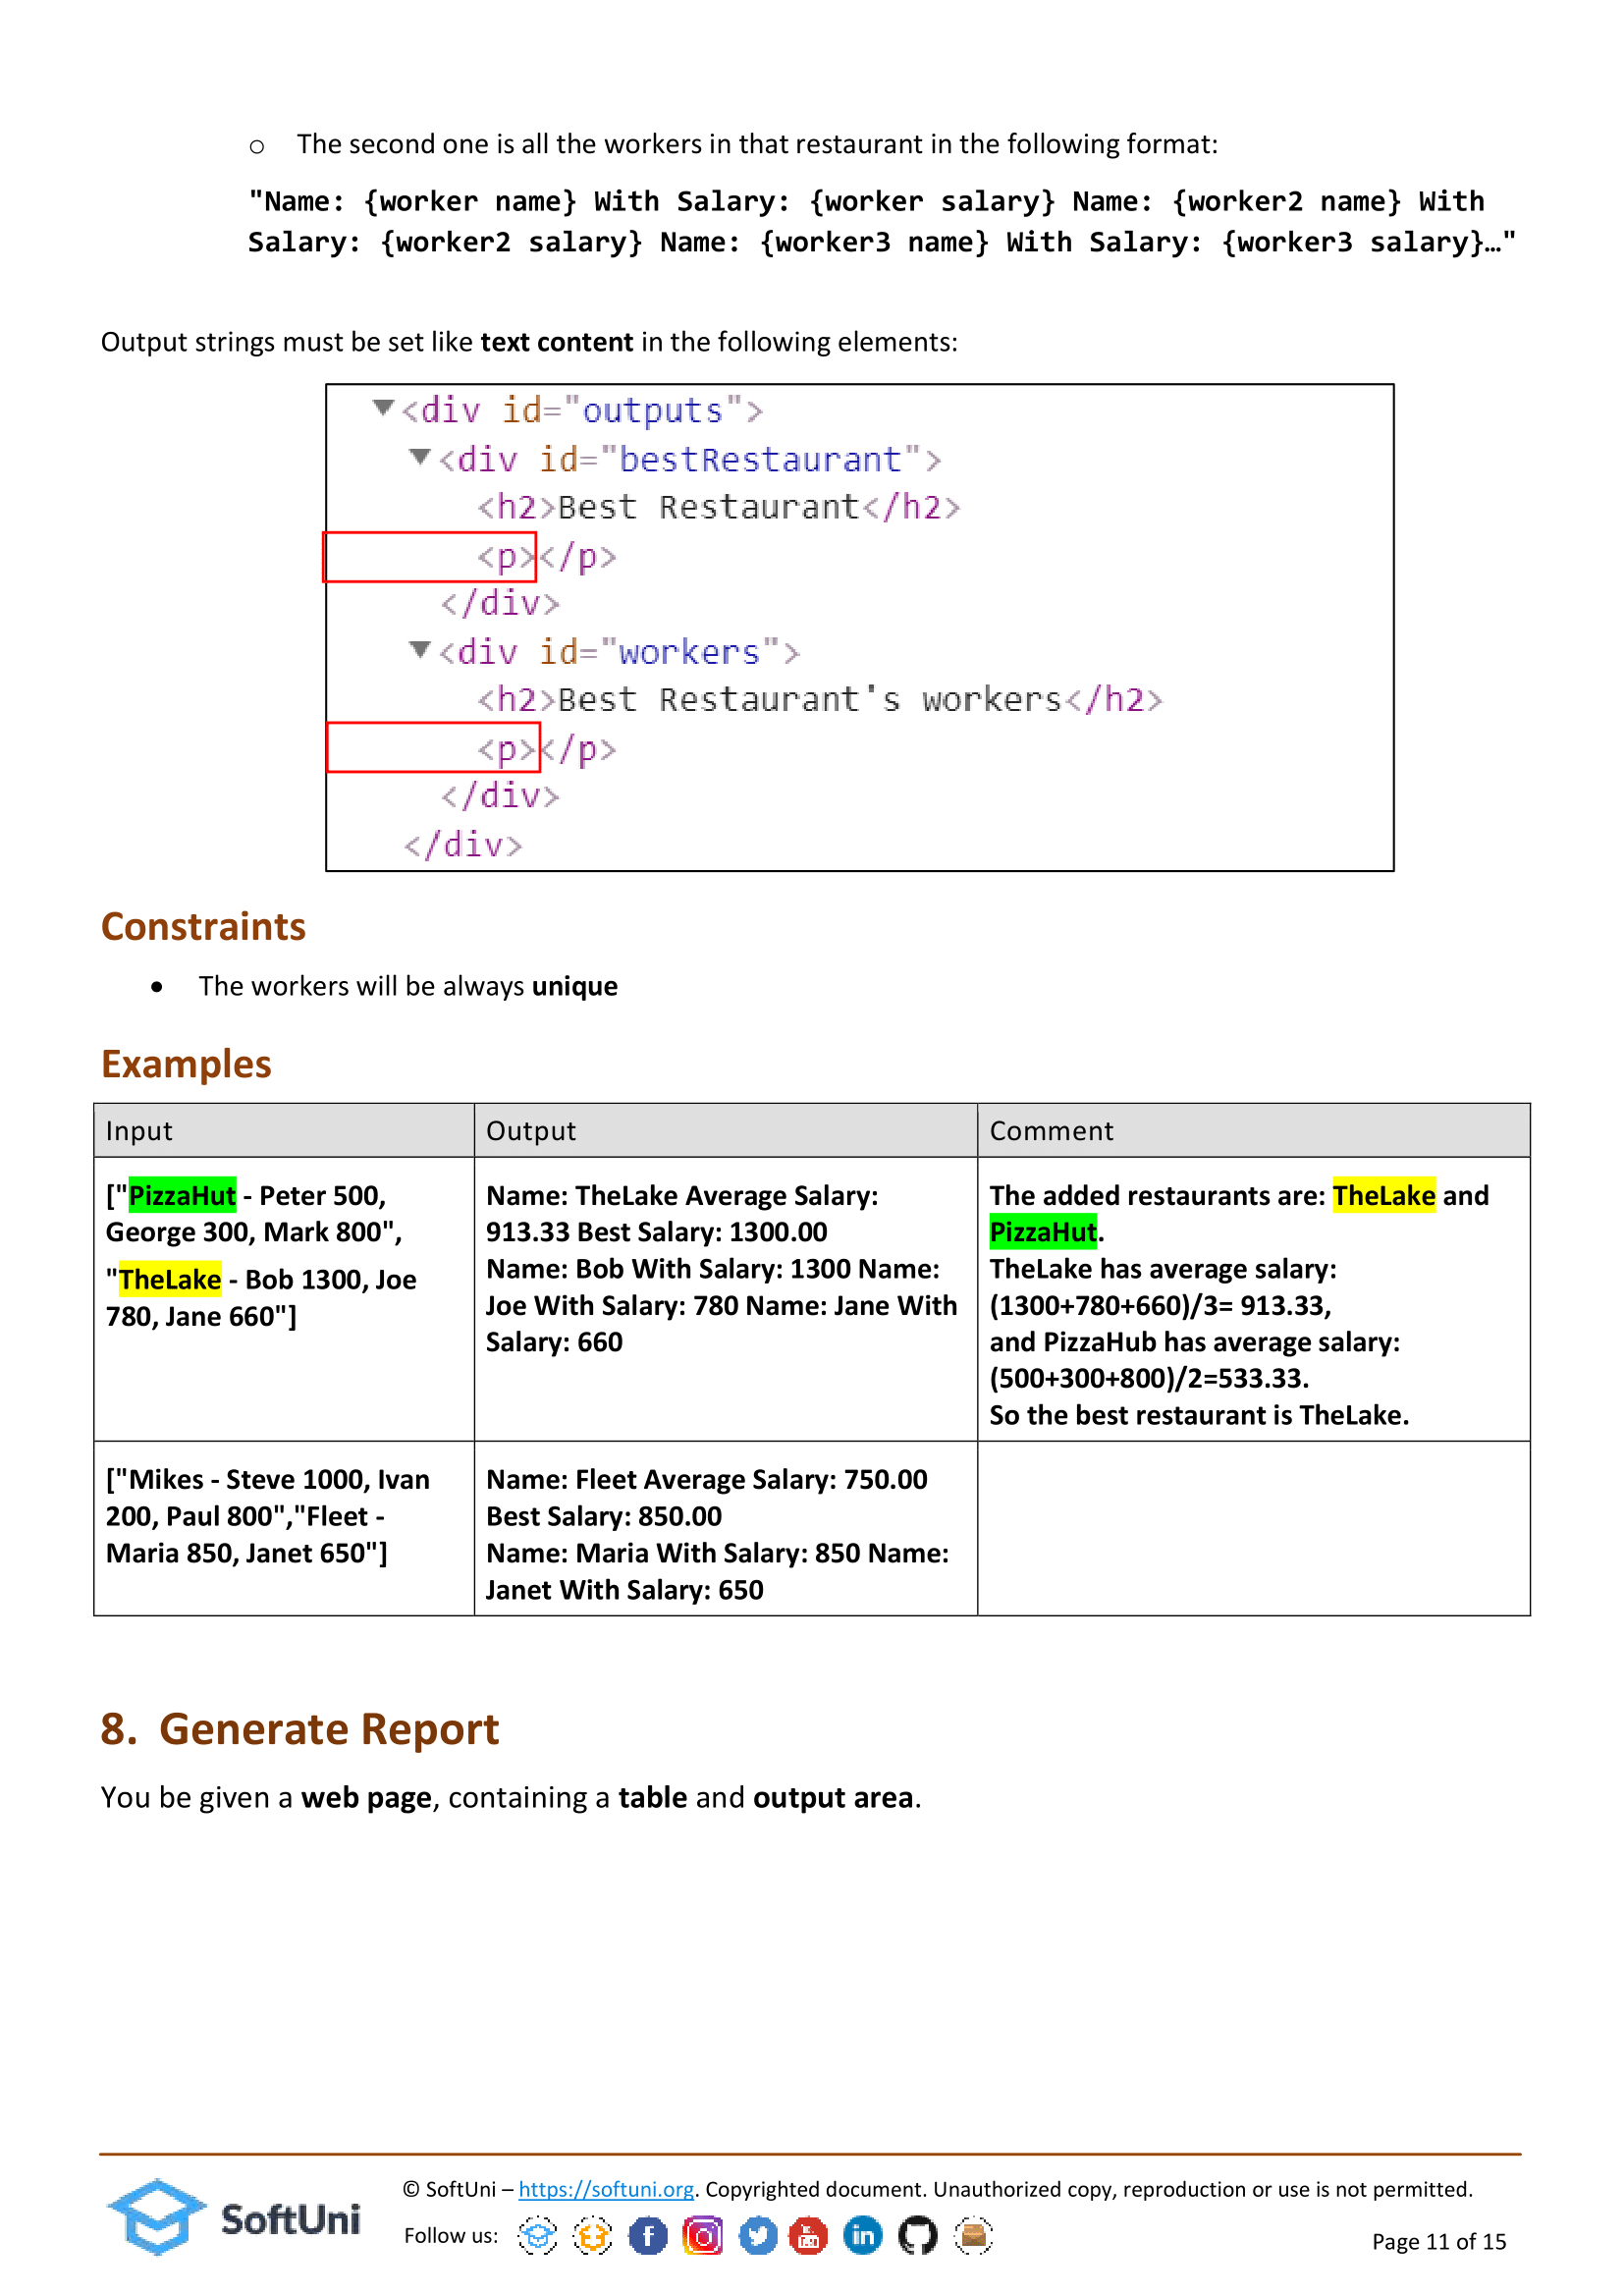 o The second one is all the workers in that restaurant in the following format:
"Name: {worker name} With Salary: {worker salary} Name: {worker2 name} With
Salary: {worker2 salary} Name: {worker3 name} With Salary: {worker3 salary}…"
Output strings must be set like text content in the following elements:
▼<div id="outputs">
▼<div id="bestRestaurant">
<h2>Best Restaurant</h2>
<p></p>
</div>
▼<div id="workers">
<h2>Best Restaurant's workers</h2>
<p></p>
</div>
</div>
Constraints
• The workers will be always unique
Examples
Input Output Comment
["PizzaHut - Peter 500,
George 300, Mark 800",
"TheLake - Bob 1300, Joe
780, Jane 660"]
Name: TheLake Average Salary:
913.33 Best Salary: 1300.00
Name: Bob With Salary: 1300 Name:
Joe With Salary: 780 Name: Jane With
Salary: 660
The added restaurants are: TheLake and
PizzaHut.
TheLake has average salary:
(1300+780+660)/3= 913.33,
and PizzaHub has average salary:
(500+300+800)/2=533.33.
So the best restaurant is TheLake.
["Mikes - Steve 1000, Ivan
200, Paul 800","Fleet -
Maria 850, Janet 650"]
Name: Fleet Average Salary: 750.00
Best Salary: 850.00
Name: Maria With Salary: 850 Name:
Janet With Salary: 650
8. Generate Report
You be given a web page, containing a table and output area.
SoftUni
© SoftUni – https://softuni.org. Copyrighted document. Unauthorized copy, reproduction or use is not permitted.
Follow us:
Page 11 of 15